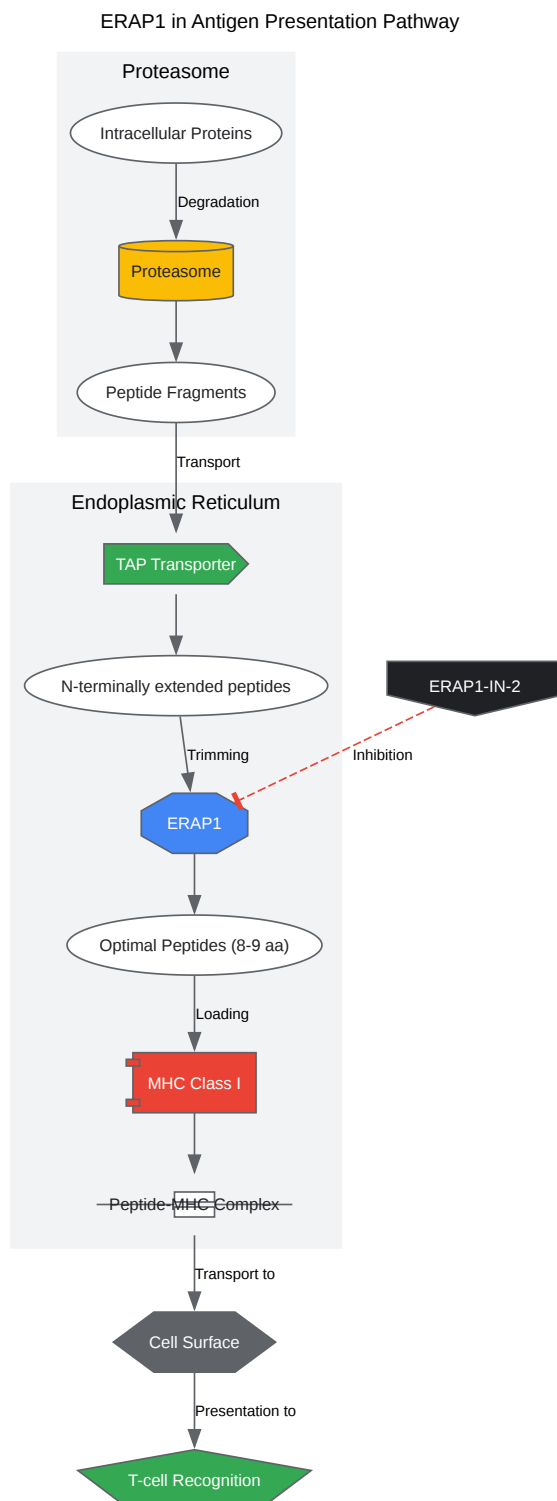 ERAP1 in Antigen Presentation Pathway
Proteasome
Intracellular Proteins
Degradation
Proteasome
Peptide Fragments
Transport
Endoplasmic Reticulum
TAP Transporter
N-terminally extended peptides
ERAP1-IN-2
Trimming
Inhibition
ERAP1
Optimal Peptides (8-9 aa)
Loading
MHC Class I
Peptide-MHC Complex
Transport to
Cell Surface
Presentation to
T-cell Recognition